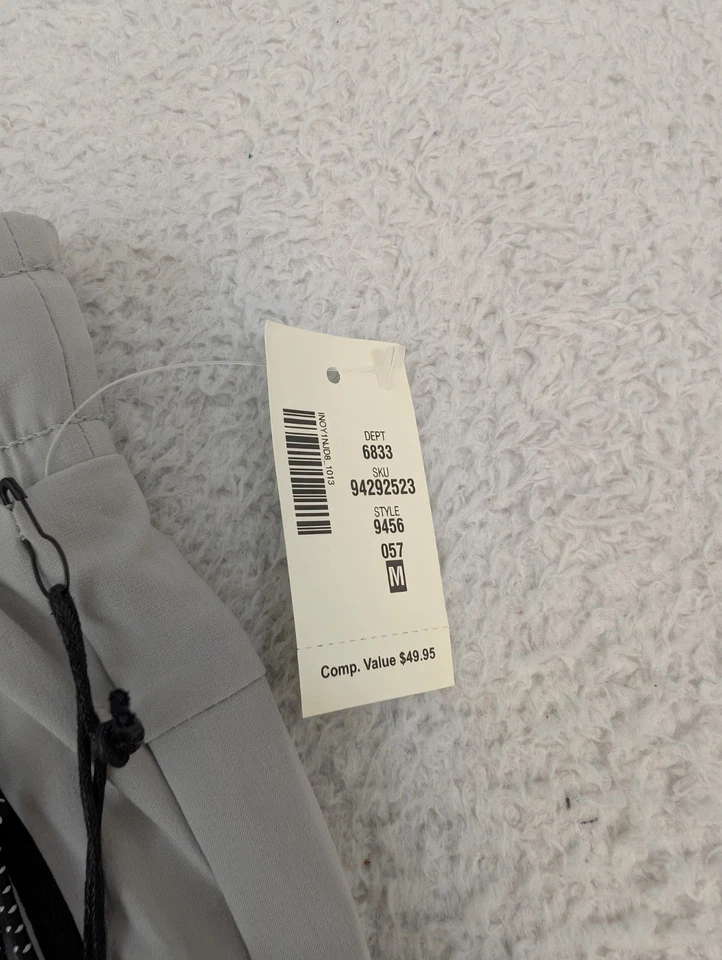 DEPT
6833
SKU
94292523
STYLE
9456
057
M
Comp. Value $49.95